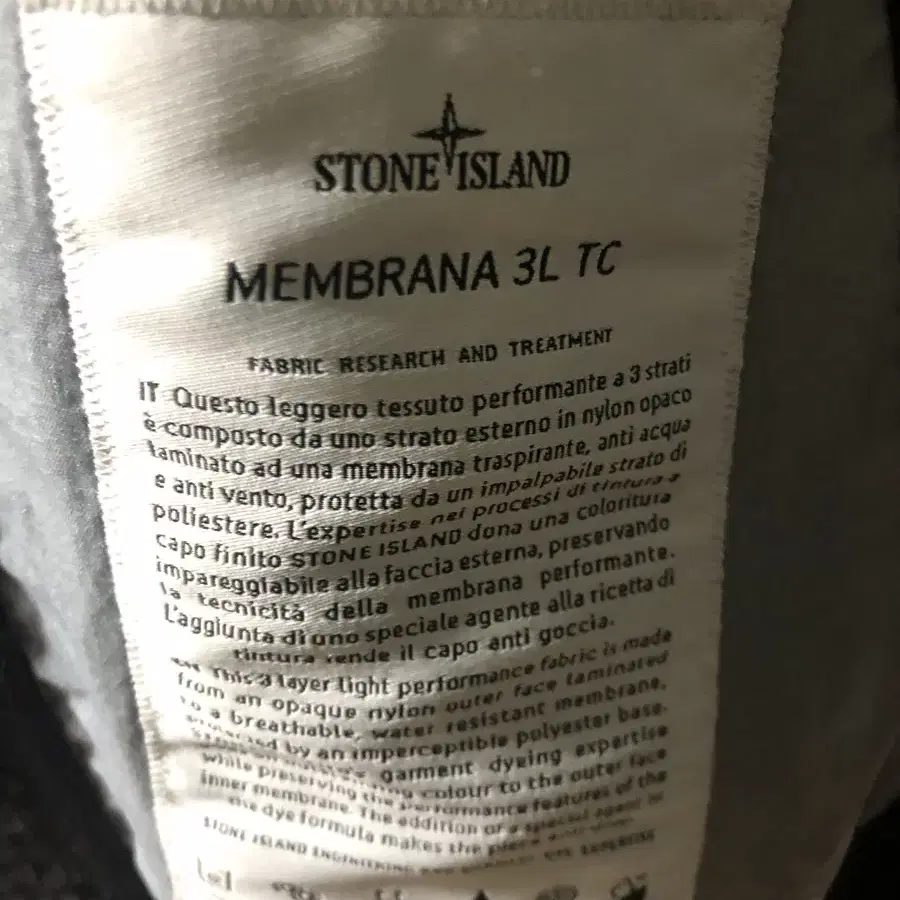 STONE ISLAND
MEMBRANA 3L TC
FABRIC RESEARCH AND TREATMENT
IT Questo leggero tessuto performante a 3 strati
è composto da uno strato esterno in nylon opaco
laminato ad una membrana traspirante, anti acqua
e anti vento, protetta da un impalpabile strato di
poliestere. L'expertise nei processi di tintura a
capo finito STONE ISLAND dona una coloritura
impareggiabile alla faccia esterna, preservando
la tecnicità della membrana performante.
L'aggiunta di uno speciale agente alla ricetta di
tintura rende il capo anti goccia.
This 3 layer light performance fabric is made
from an opaque nylon outer face laminated
to a breathable, water resistant membrane,
by an imperceptible polyester base.
garment dyeing expertise
colour to the outer face
while preserving the performance features of the
inner membrane. The addition of a special agent in
the dye formula makes the piece
STONE ISLAND ENGINEERING